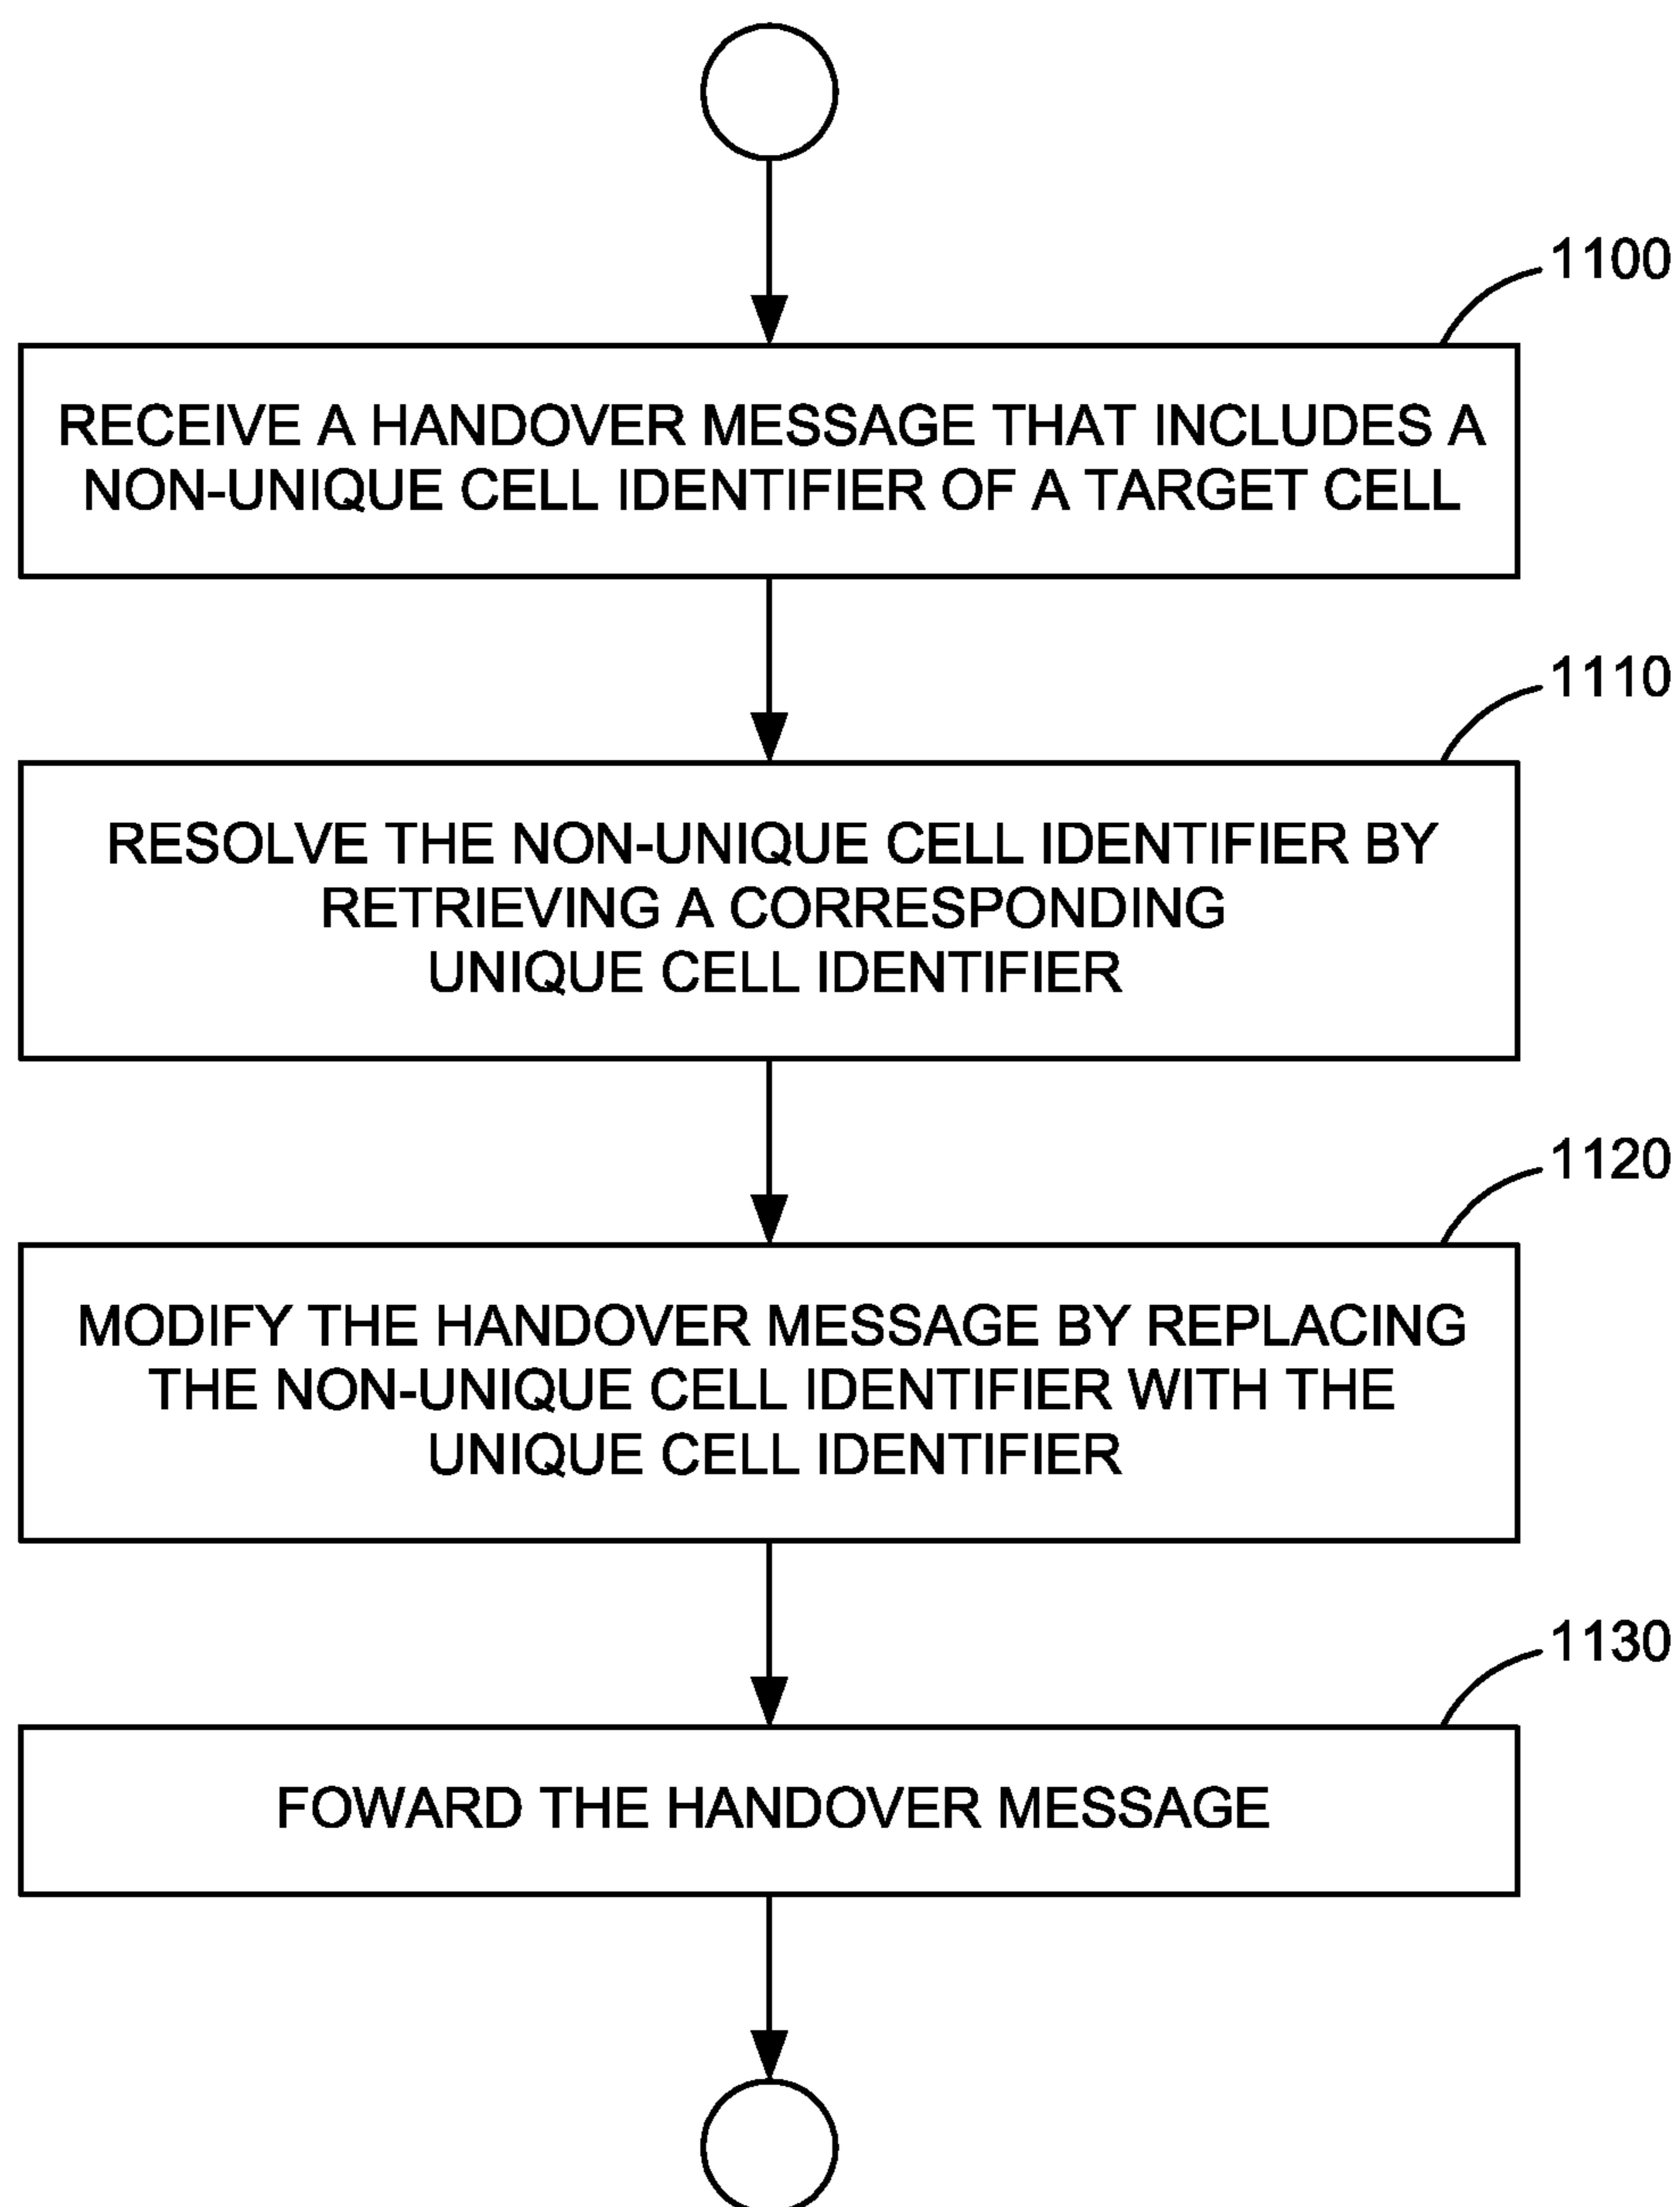 1100
RECEIVE A HANDOVER MESSAGE THAT INCLUDES A
NON-UNIQUE CELL IDENTIFIER OF A TARGET CELL
1110
RESOLVE THE NON-UNIQUE CELL IDENTIFIER BY
RETRIEVING A CORRESPONDING
UNIQUE CELL IDENTIFIER
1120
MODIFY THE HANDOVER MESSAGE BY REPLACING
THE NON-UNIQUE CELL IDENTIFIER WITH THE
UNIQUE CELL IDENTIFIER
1130
FOWARD THE HANDOVER MESSAGE